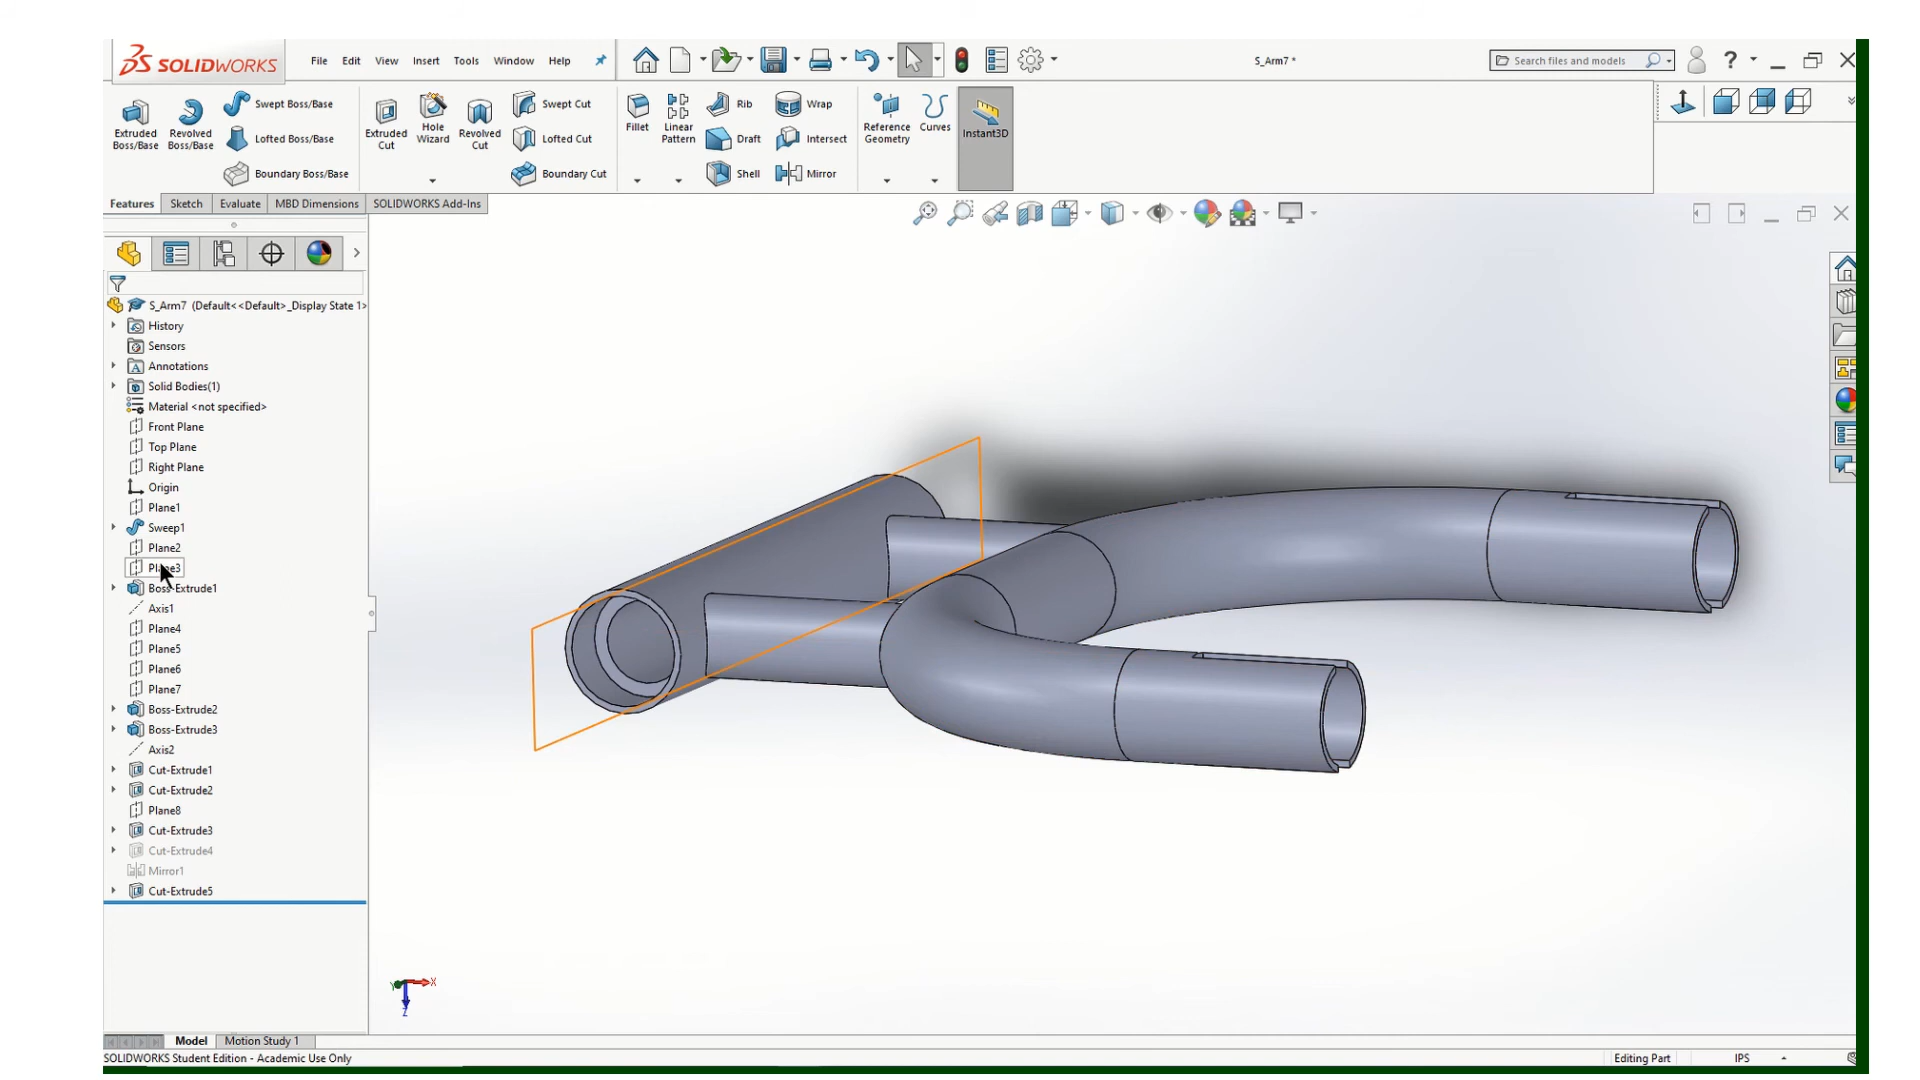 SOLIDWORKS File Edit View Insert Tools Window Help S_Arm7 * Search files and models ?
Extruded Boss/Base
Revolved Boss/Base
Swept Boss/Base
Lofted Boss/Base
Boundary Boss/Base
Extruded Cut
Hole Wizard
Revolved Cut
Swept Cut
Lofted Cut
Boundary Cut
Fillet
Linear Pattern
Rib
Draft
Shell
Wrap
Intersect
Mirror
Reference Geometry
Curves
Instant3D
Features Sketch Evaluate MBD Dimensions SOLIDWORKS Add-Ins
S_Arm7 (Default<<Default>_Display State 1>
History
Sensors
Annotations
Solid Bodies(1)
Material <not specified>
Front Plane
Top Plane
Right Plane
Origin
Plane1
Sweep1
Plane2
Plane3
Boss-Extrude1
Axis1
Plane4
Plane5
Plane6
Plane7
Boss-Extrude2
Boss-Extrude3
Axis2
Cut-Extrude1
Cut-Extrude2
Plane8
Cut-Extrude3
Cut-Extrude4
Mirror1
Cut-Extrude5
Y X
Z
Model Motion Study 1
SOLIDWORKS Student Edition - Academic Use Only Editing Part IPS